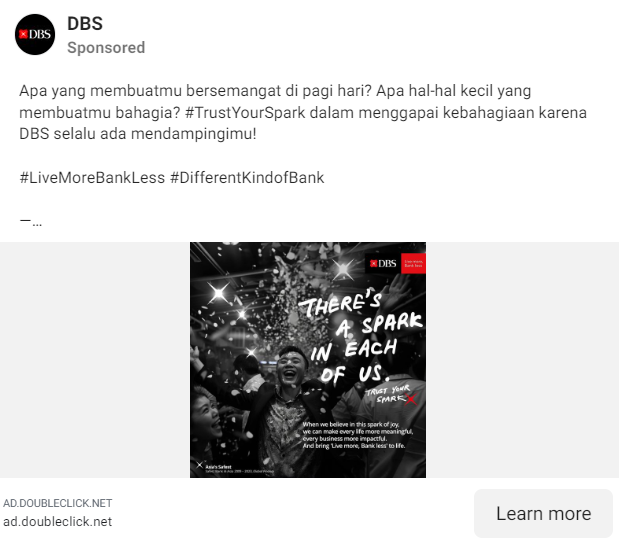 DBS
DBS
Sponsored
Apa yang membuatmu bersemangat di pagi hari? Apa hal-hal kecil yang
membuatmu bahagia? #TrustYourSpark dalam menggapai kebahagiaan karena
DBS selalu ada mendampingimu!
#LiveMoreBankLess #DifferentKindofBank
—...
DBS
Live more,
Bank less
THERE'S
A SPARK
IN EACH
OF US.
TRUST YOUR
SPARK
When we believe in this spark of joy,
we can make every life more meaningful,
every business more impactful.
And bring 'Live more, Bank less' to life.
Asia's Safest
AD.DOUBLECLICK.NET
ad.doubleclick.net
Learn more